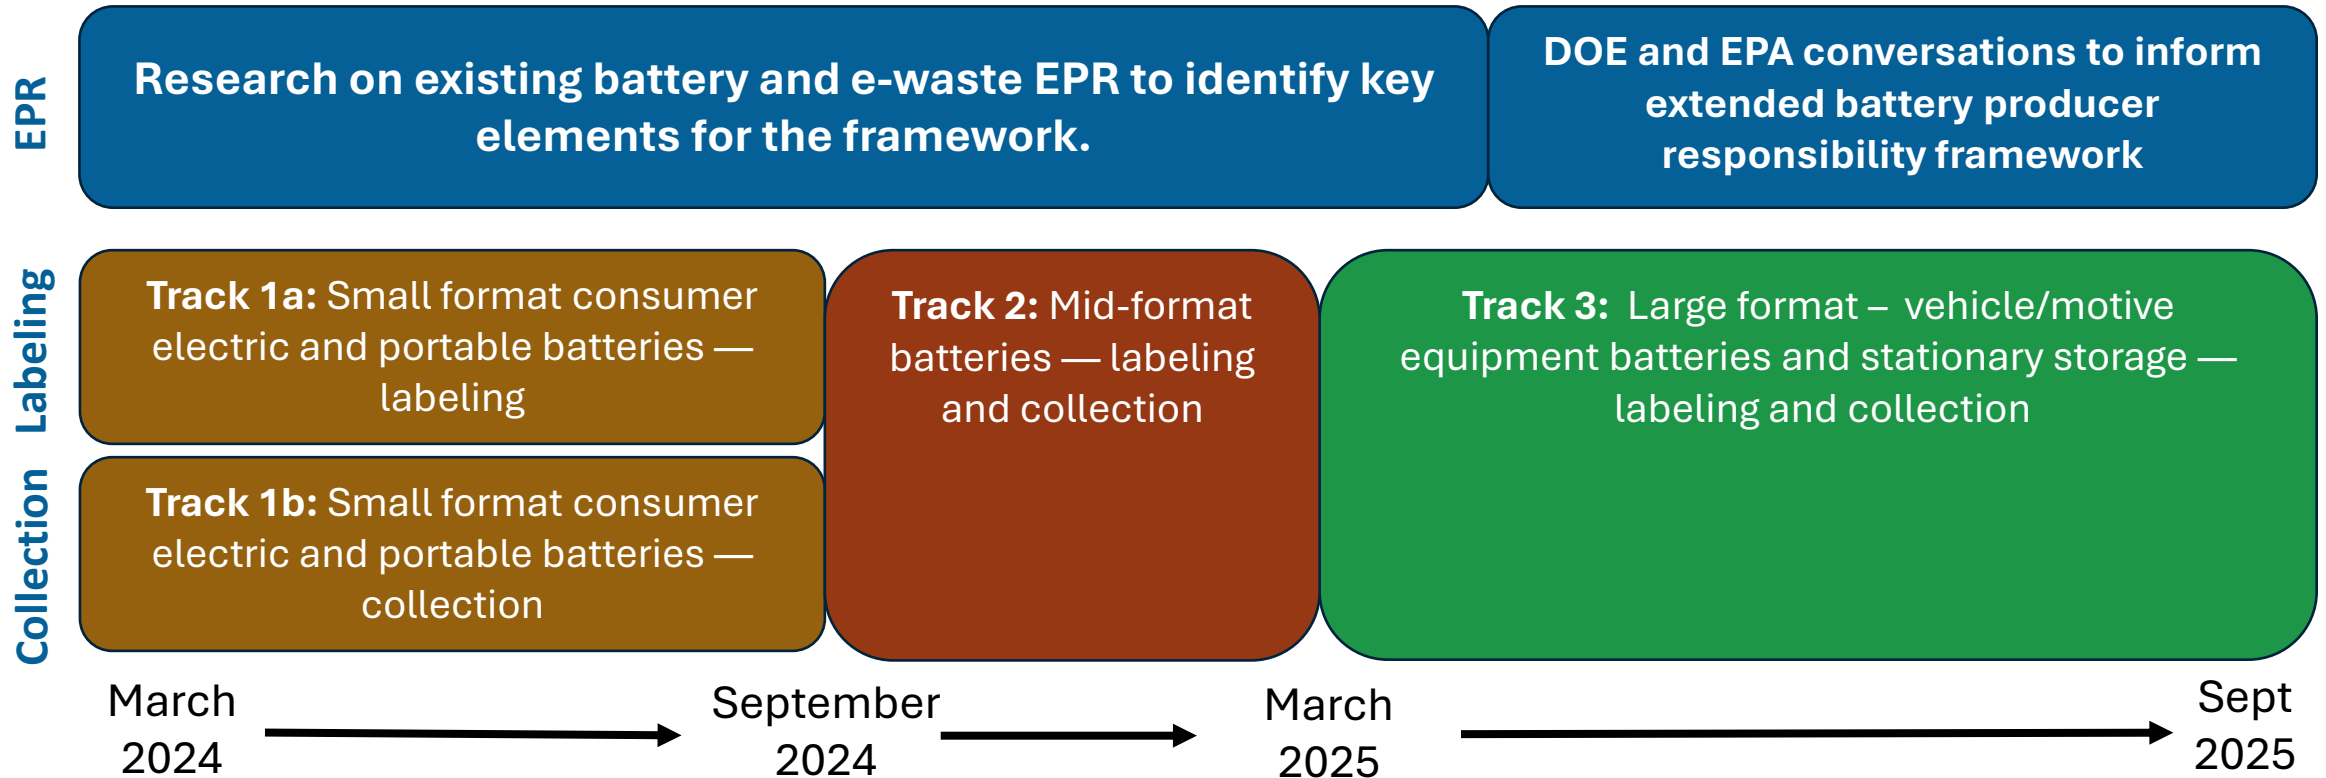 EPR
Research on existing battery and e-waste EPR to identify key
elements for the framework.
DOE and EPA conversations to inform
extended battery producer
responsibility framework
Labeling
Track 1a: Small format consumer
electric and portable batteries —
labeling
Track 2: Mid-format
batteries — labeling
and collection
Track 3:  Large format –  vehicle/motive
equipment batteries and stationary storage —
labeling and collection
Collection
Track 1b: Small format consumer
electric and portable batteries —
collection
March
2024
September
2024
March
2025
Sept
2025